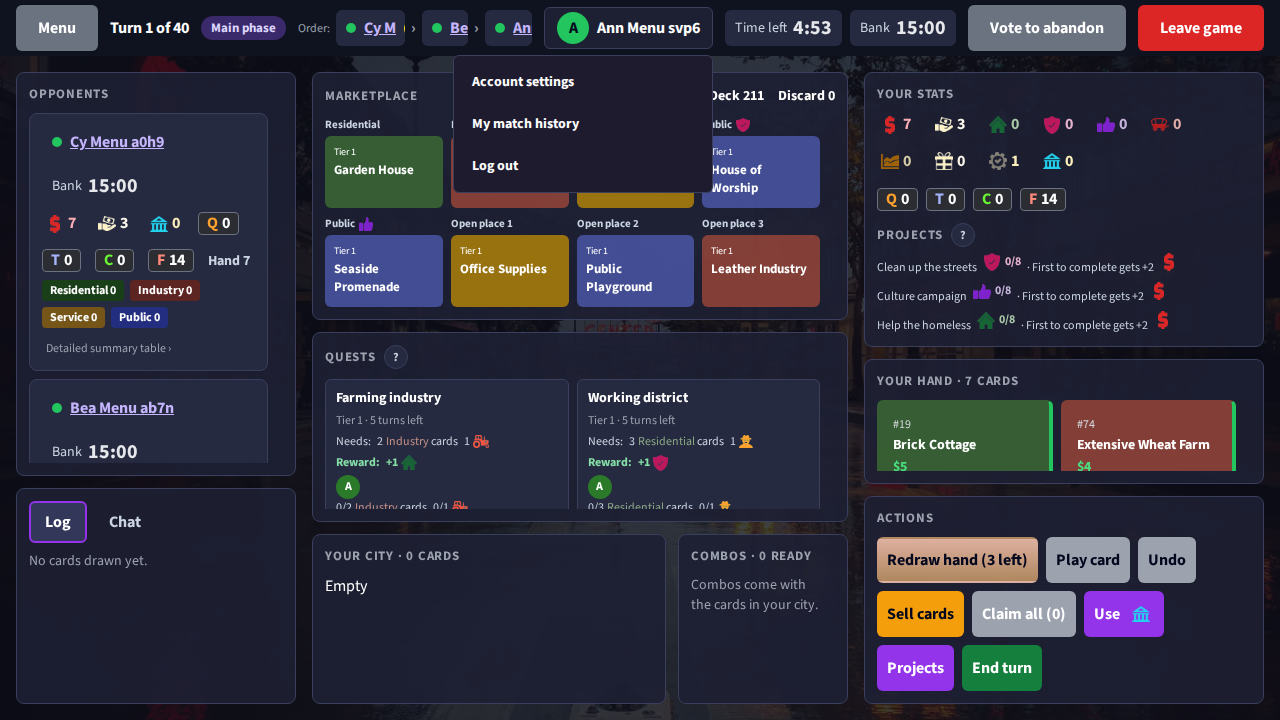 Menu
Turn 1 of 40
Main phase
Order:
Cy M
›
Be
›
An
A
Ann Menu svp6
Time left 4:53
Bank 15:00
Vote to abandon
Leave game
Account settings
My match history
Log out
OPPONENTS
Cy Menu a0h9
Bank 15:00
7
3
0
Q 0
T 0
C 0
F 14
Hand 7
Residential 0
Industry 0
Service 0
Public 0
Detailed summary table ›
Bea Menu ab7n
Bank 15:00
Log
Chat
No cards drawn yet.
MARKETPLACE
Deck 211
Discard 0
Residential
Tier 1
Garden House
Tier 1
House of
Worship
Public
Open place 1
Open place 2
Open place 3
Tier 1
Seaside
Promenade
Tier 1
Office Supplies
Tier 1
Public
Playground
Tier 1
Leather Industry
QUESTS
?
Farming industry
Tier 1 · 5 turns left
Needs: 2 Industry cards 1
Reward: +1
A
0/2 Industry cards 0/1
Working district
Tier 1 · 5 turns left
Needs: 3 Residential cards 1
Reward: +1
A
0/3 Residential cards 0/1
YOUR CITY · 0 CARDS
Empty
COMBOS · 0 READY
Combos come with
the cards in your city.
YOUR STATS
7
3
0
0
0
0
0
0
1
0
Q 0
T 0
C 0
F 14
PROJECTS
?
Clean up the streets 0/8 · First to complete gets +2
Culture campaign 0/8 · First to complete gets +2
Help the homeless 0/8 · First to complete gets +2
YOUR HAND · 7 CARDS
#19
Brick Cottage
$5
#74
Extensive Wheat Farm
$4
ACTIONS
Redraw hand (3 left)
Play card
Undo
Sell cards
Claim all (0)
Use
Projects
End turn